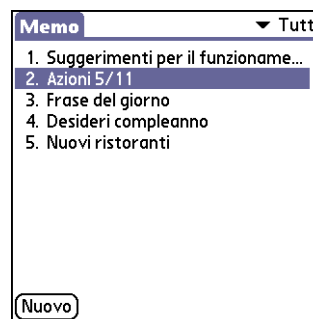 Memo ▼ Tutt
1. Suggerimenti per il funzioname...
2. Azioni 5/11
3. Frase del giorno
4. Desideri compleanno
5. Nuovi ristoranti
Nuovo